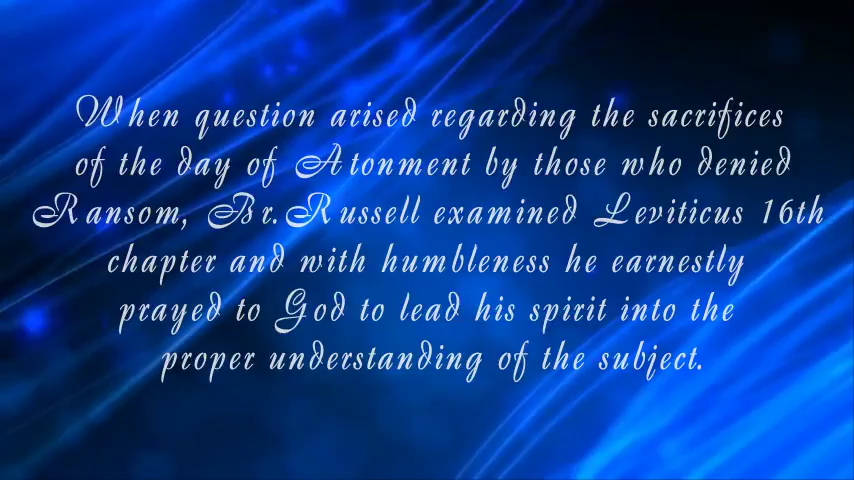 When question arised regarding the sacrifices
of the day of Atonment by those who denied
Ransom, Br.Russell examined Leviticus 16th
chapter and with humbleness he earnestly
prayed to God to lead his spirit into the
proper understanding of the subject.